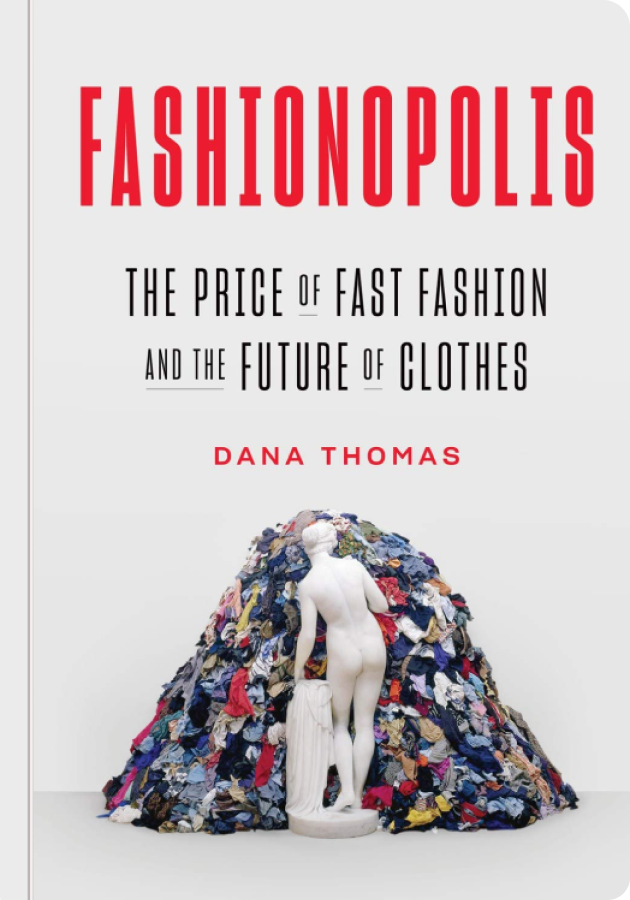 FASHIONOPOLIS
THE PRICE OF FAST FASHION
AND THE FUTURE OF CLOTHES
DANA THOMAS